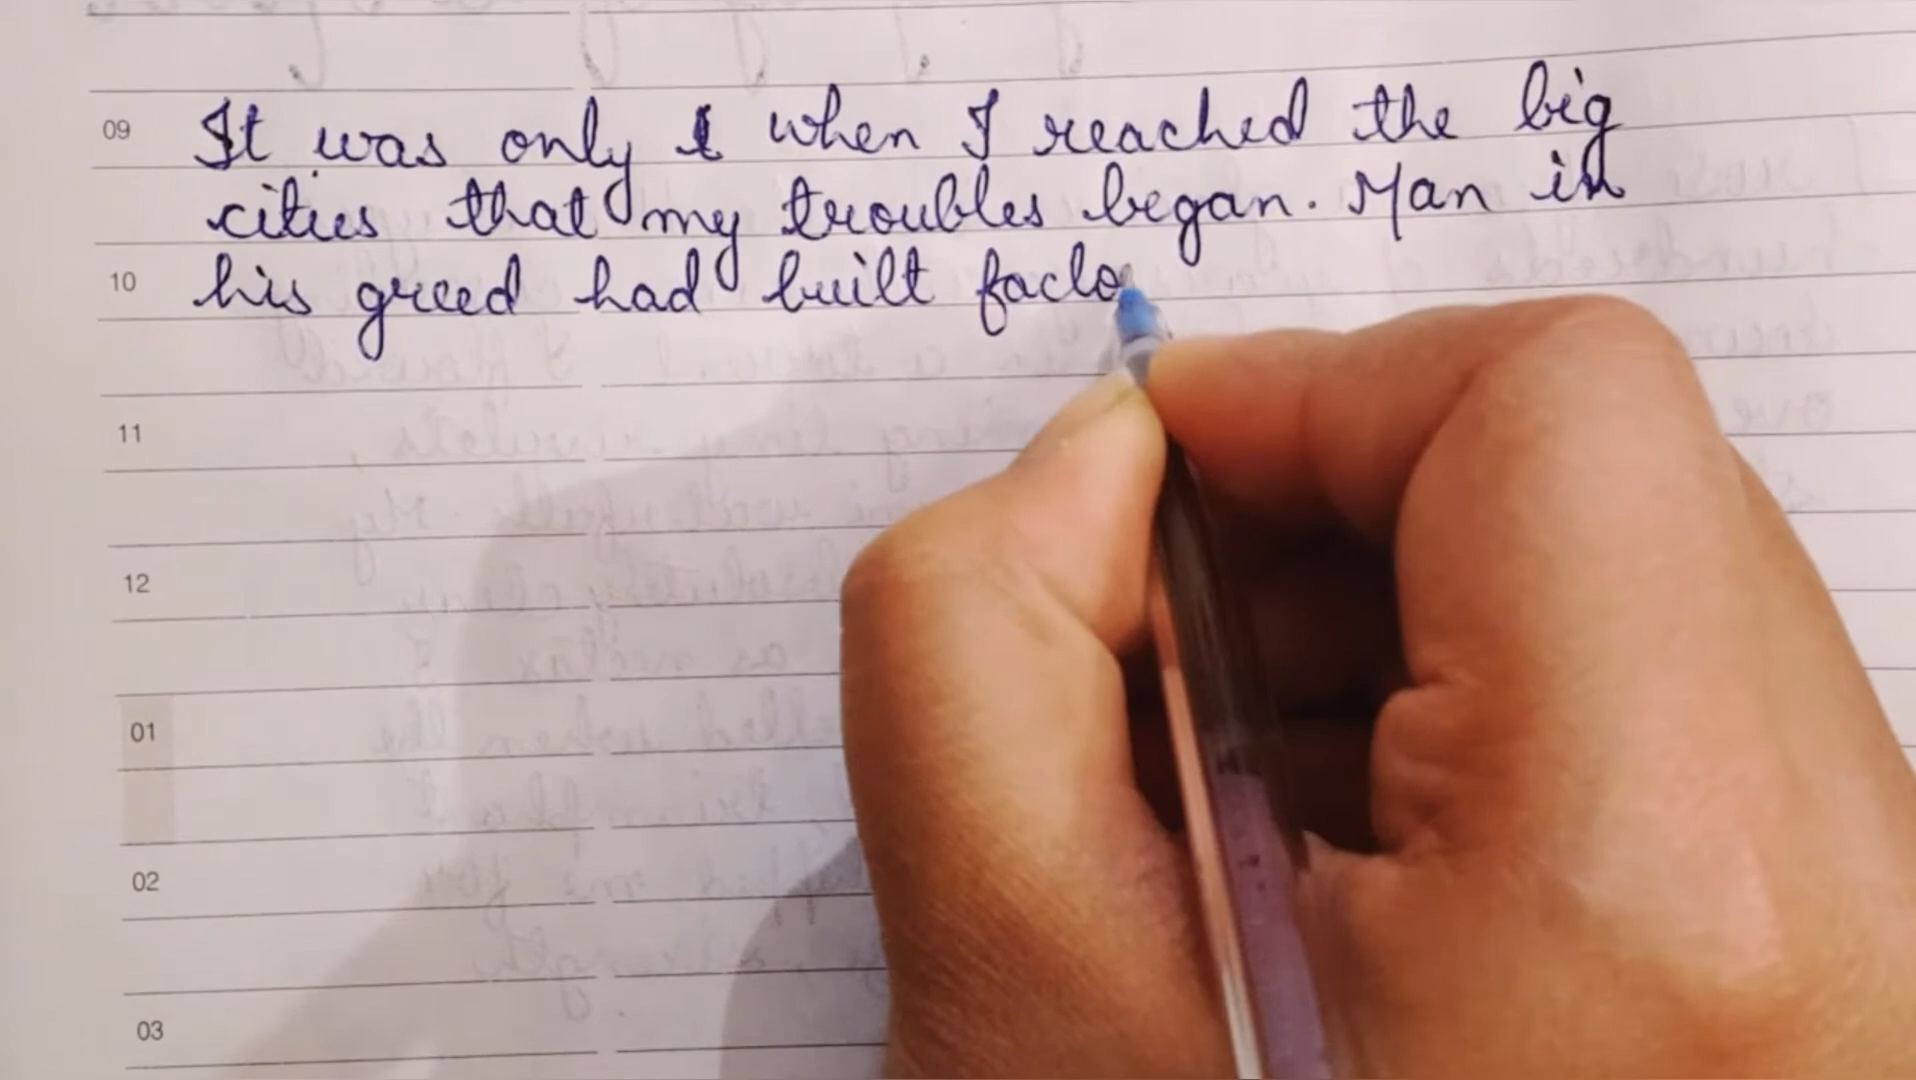 09 It was only when I reached the big
cities that my troubles began. Man in
10 his greed had built facto
11
12
01
02
03